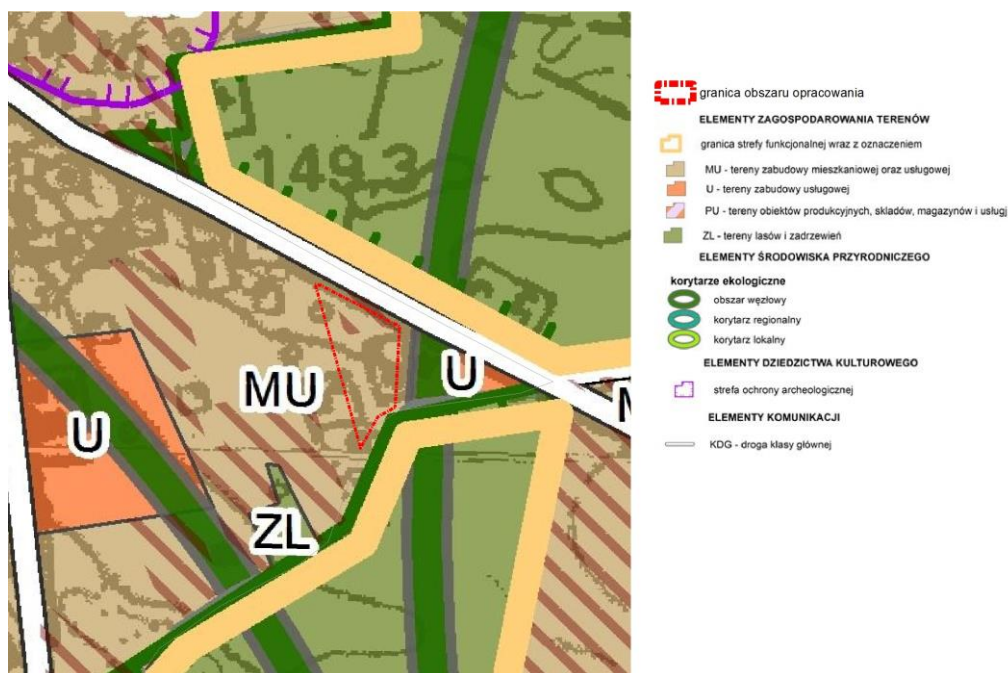 149.3
MU
U
U
ZL
granica obszaru opracowania
ELEMENTY ZAGOSPODAROWANIA TERENÓW
granica strefy funkcjonalnej wraz z oznaczeniem
MU - tereny zabudowy mieszkaniowej oraz usługowej
U - tereny zabudowy usługowej
PU - tereny obiektów produkcyjnych, składów, magazynów i usług
ZL - tereny lasów i zadrzewień
ELEMENTY ŚRODOWISKA PRZYRODNICZEGO
korytarze ekologiczne
obszar węzłowy
korytarz regionalny
korytarz lokalny
ELEMENTY DZIEDZICTWA KULTUROWEGO
strefa ochrony archeologicznej
ELEMENTY KOMUNIKACJI
KDG - droga klasy głównej